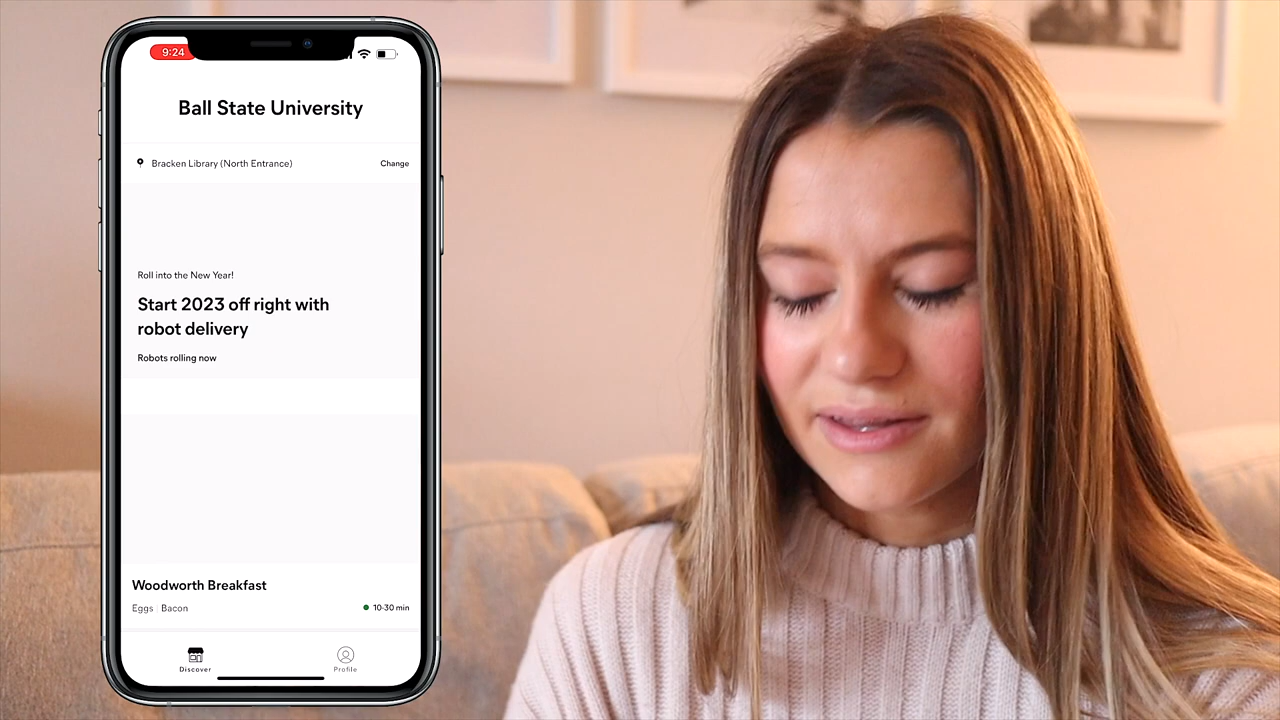 9:24
Ball State University
Bracken Library (North Entrance)
Change
Roll into the New Year!
Start 2023 off right with
robot delivery
Robots rolling now
Woodworth Breakfast
Eggs Bacon
10-30 min
Discover
Profile